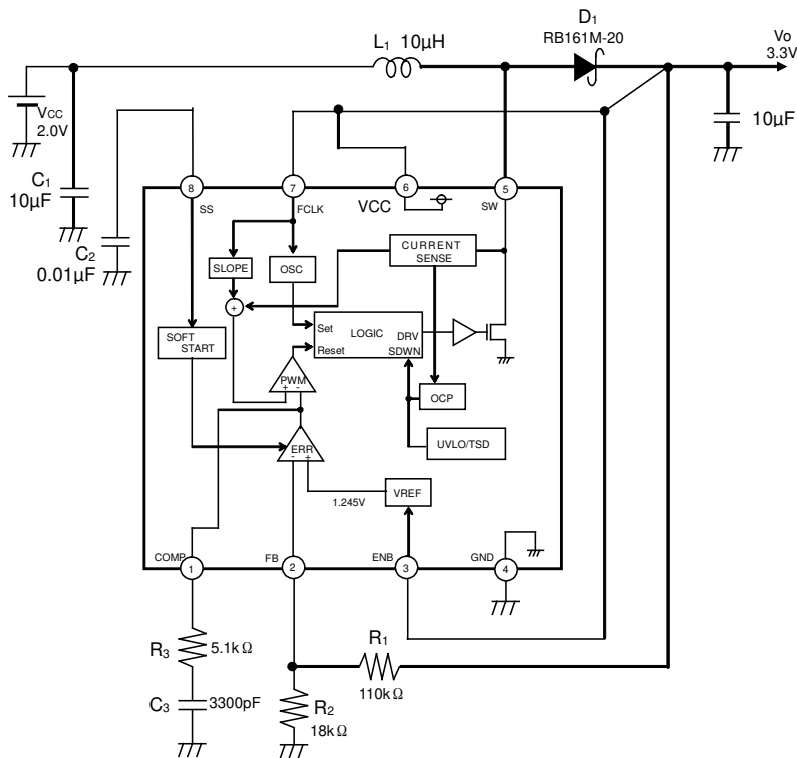 D1
RB161M-20
L1 10µH
Vo
3.3V
VCC
2.0V
10µF
C1
10µF
8
7
6
5
SS
FCLK
VCC
SW
C2
0.01µF
CURRENT
SENSE
SLOPE
OSC
+
Set
LOGIC
DRV
SOFT
START
Reset
SDWN
PWM
+ -
OCP
ERR
- +
UVLO/TSD
1.245V
VREF
COMP
FB
ENB
GND
1
2
3
4
R3
5.1kΩ
R1
110kΩ
C3
3300pF
R2
18kΩ